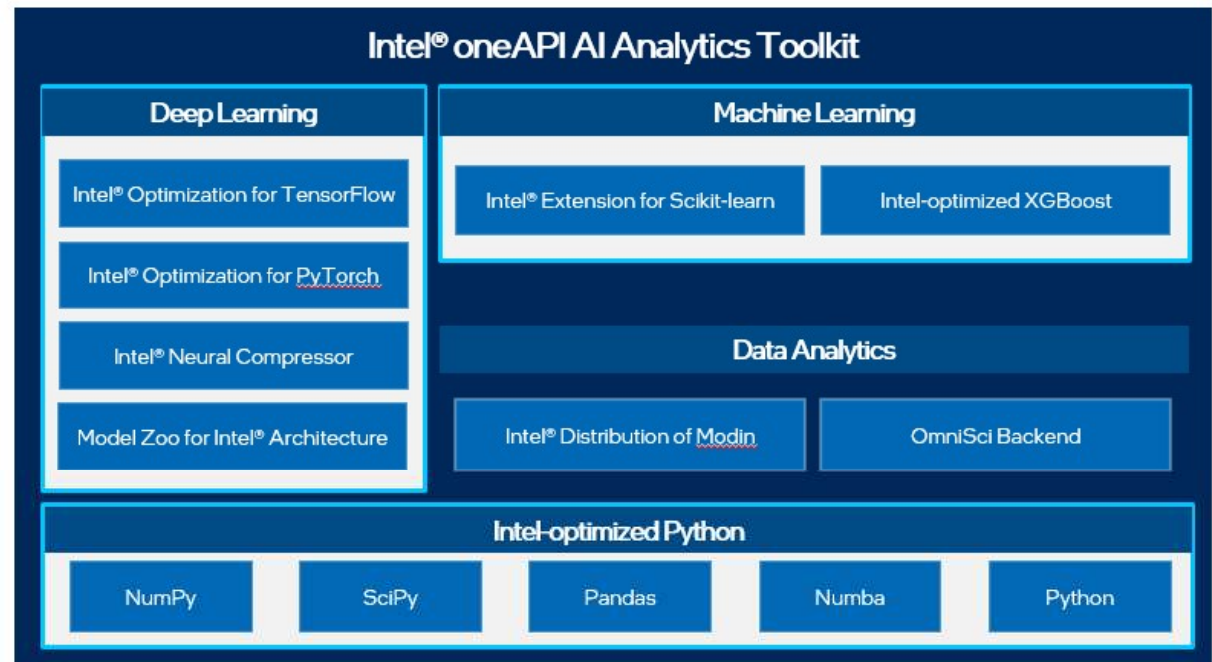 Intel® oneAPI AI Analytics Toolkit
Deep Learning
Intel® Optimization for TensorFlow
Intel® Optimization for PyTorch
Intel® Neural Compressor
Model Zoo for Intel® Architecture
Machine Learning
Intel® Extension for Scikit-learn
Intel-optimized XGBoost
Data Analytics
Intel® Distribution of Modin
OmniSci Backend
Intel-optimized Python
NumPy
SciPy
Pandas
Numba
Python